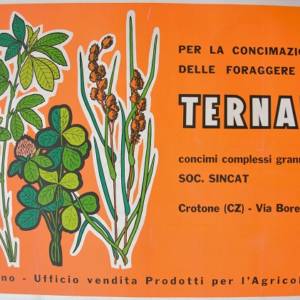 PER LA CONCIMAZIO
DELLE FORAGGERE
TERNA
concimi complessi gran
SOC. SINCAT
Crotone (CZ) - Via Bore
no - Ufficio vendita Prodotti per l'Agricol